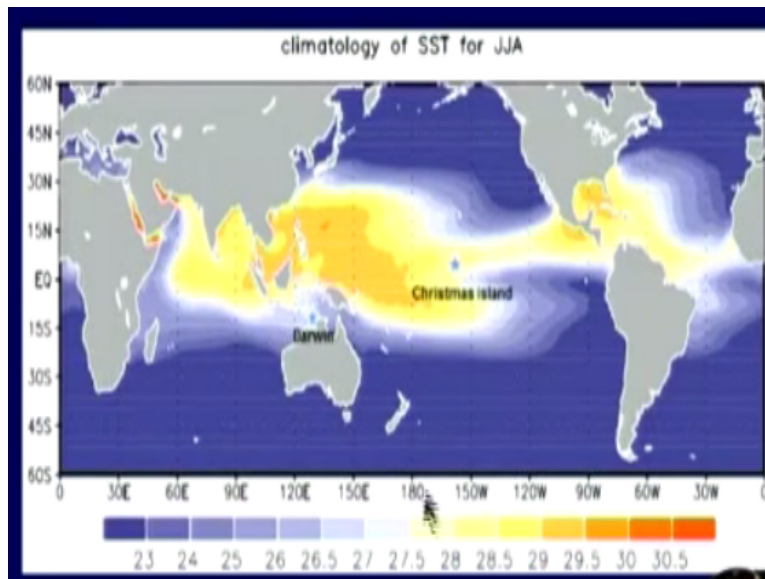 climatology of SST for JJA
60N
45N
30N
15N
EQ
15S
30S
45S
60S
Christmas island
Darwin
0 30E 60E 90E 120E 150E 180 150W 120W 90W 60W 30W 0
23 24 25 26 26.5 27 27.5 28 28.5 29 29.5 30 30.5